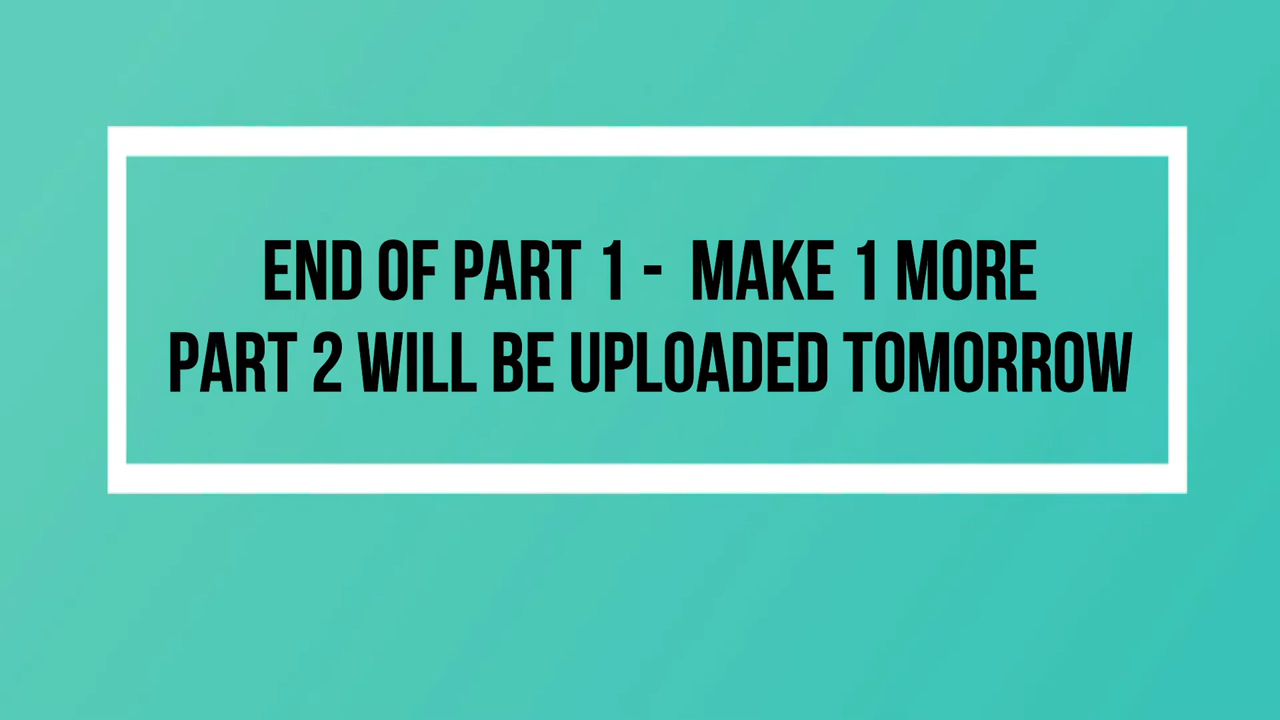 END OF PART 1 - MAKE 1 MORE
PART 2 WILL BE UPLOADED TOMORROW